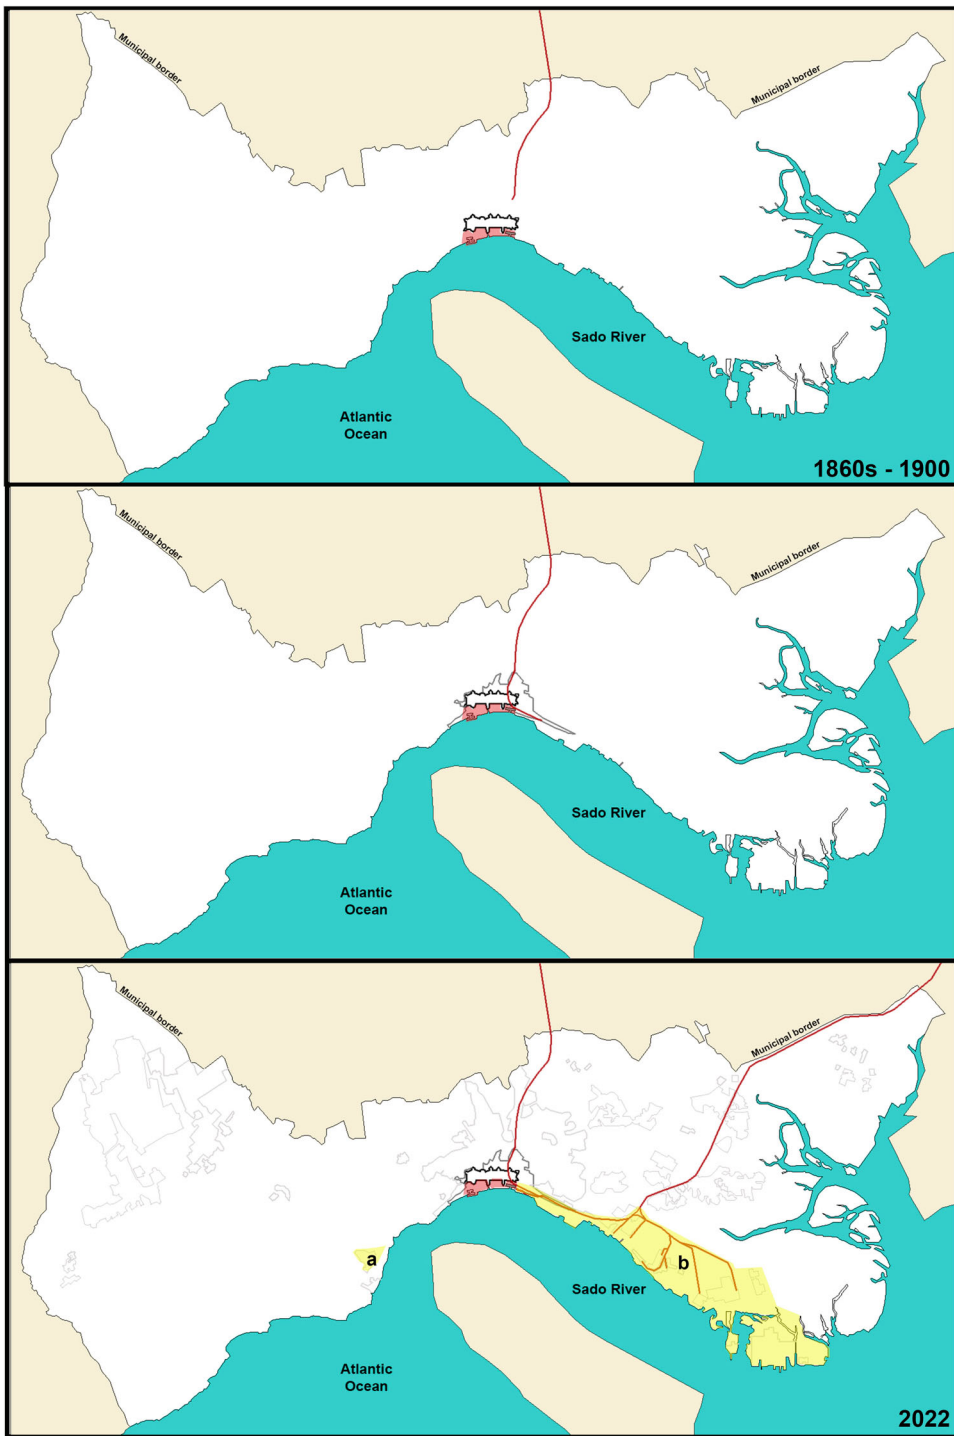 Municipal border
Municipal border
Sado River
Atlantic
Ocean
1860s - 1900
Municipal border
Municipal border
Sado River
Atlantic
Ocean
Municipal border
Municipal border
a
b
Sado River
Atlantic
Ocean
2022